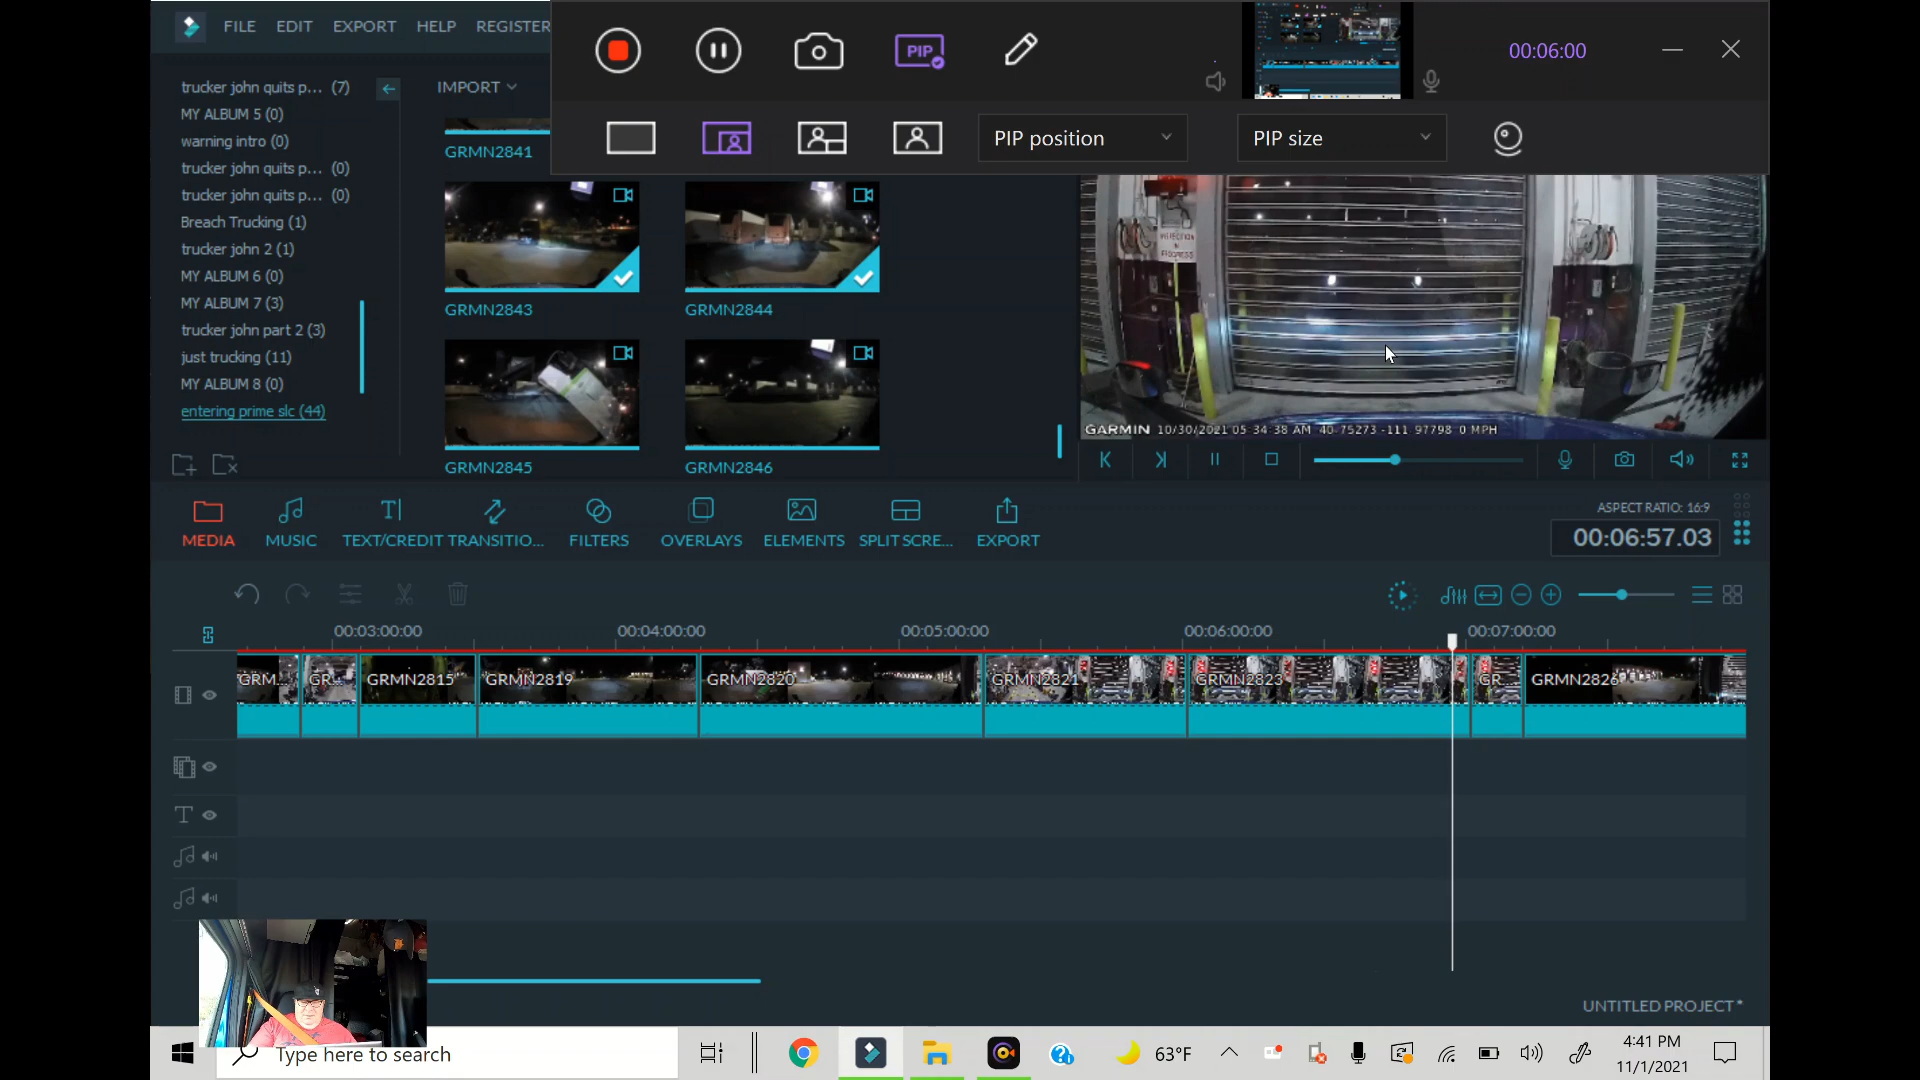 FILE EDIT EXPORT HELP REGISTER
PIP
00:06:00
PIP position
PIP size
trucker john quits p... (7)
MY ALBUM 5 (0)
warning intro (0)
trucker john quits p... (0)
trucker john quits p... (0)
Breach Trucking (1)
trucker john 2 (1)
MY ALBUM 6 (0)
MY ALBUM 7 (3)
trucker john part 2 (3)
just trucking (11)
MY ALBUM 8 (0)
entering prime slc (44)
IMPORT
GRMN2841
GRMN2843
GRMN2844
GRMN2845
GRMN2846
INSPECTION
IN
PROGRESS
GARMIN 10/30/2021 05:34:38 AM 40.75273 -111.97798 0 MPH
MEDIA
MUSIC
TEXT/CREDIT
TRANSITIO...
FILTERS
OVERLAYS
ELEMENTS
SPLIT SCRE...
EXPORT
ASPECT RATIO: 16:9
00:06:57.03
00:03:00:00
00:04:00:00
00:05:00:00
00:06:00:00
00:07:00:00
GRM...
GR...
GRMN2815
GRMN2819
GRMN2820
GRMN2821
GRMN2823
GR...
GRMN2826
UNTITLED PROJECT *
Type here to search
63°F
4:41 PM
11/1/2021